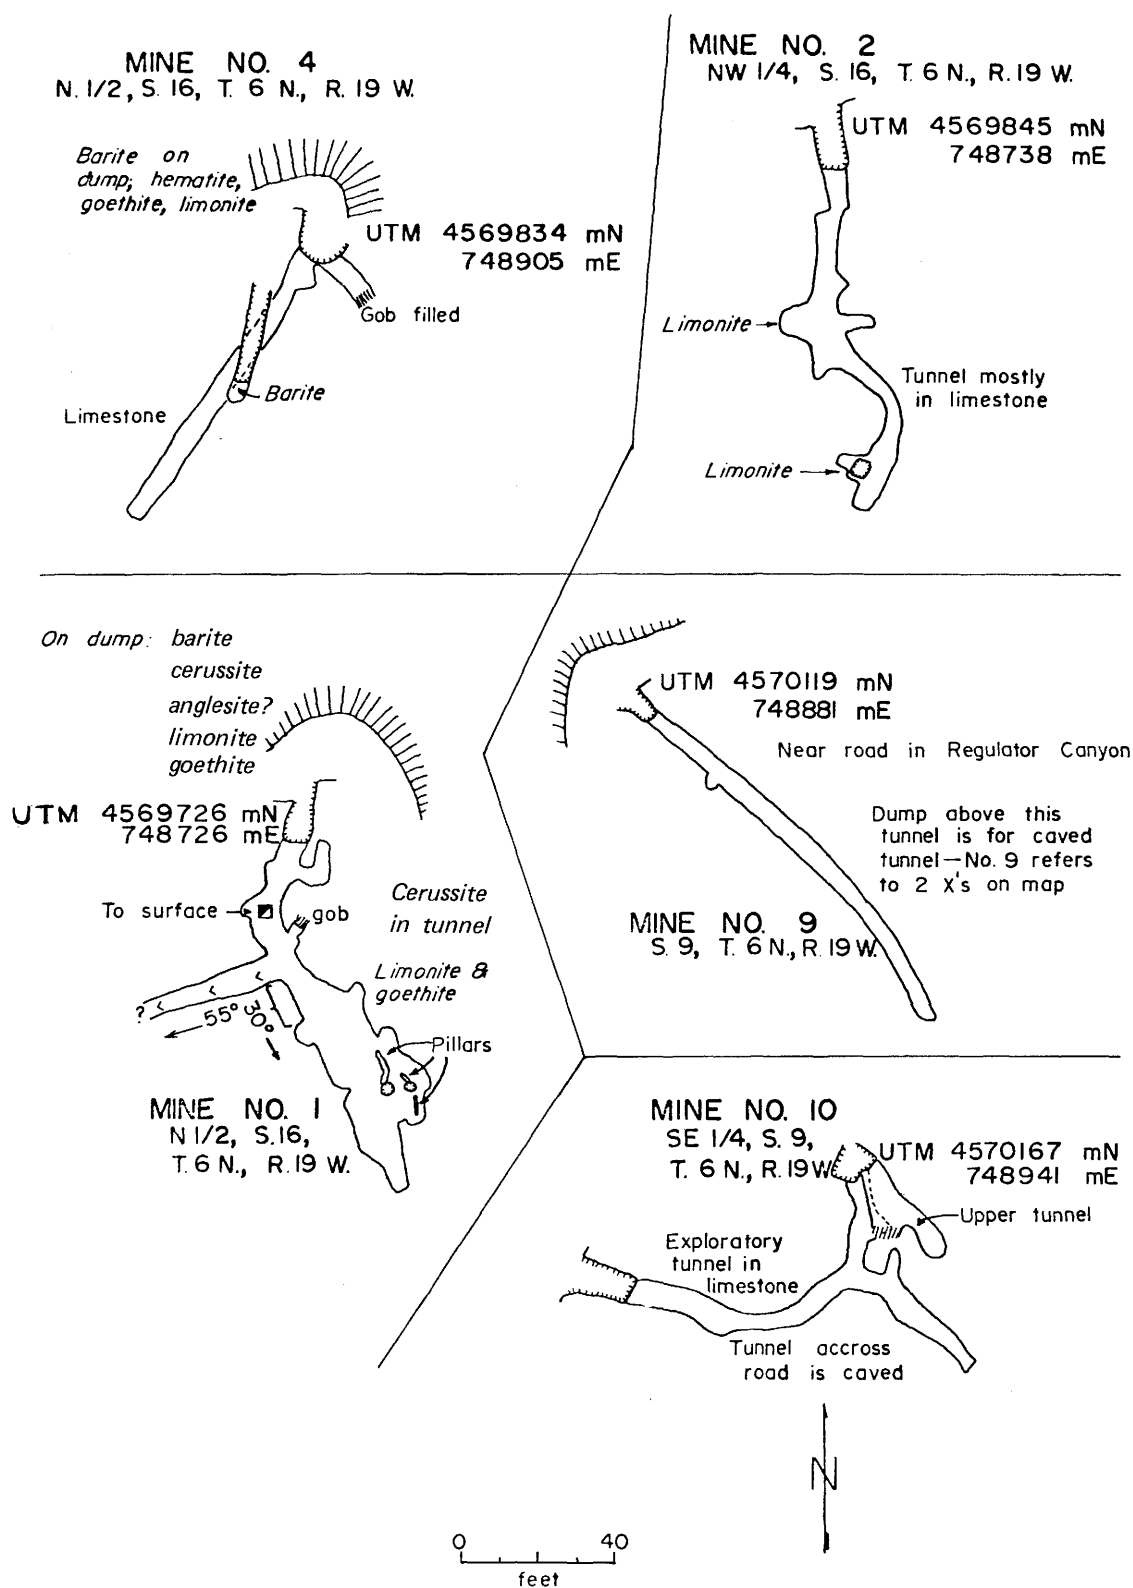 MINE NO. 4
N. 1/2, S. 16, T. 6 N., R. 19 W.
Barite on
dump; hematite,
goethite, limonite
UTM 4569834 mN
748905 mE
Gob filled
Barite
Limestone
MINE NO. 2
NW 1/4, S. 16, T. 6 N., R. 19 W.
UTM 4569845 mN
748738 mE
Limonite
Tunnel mostly
in limestone
Limonite
On dump: barite
cerussite
anglesite?
limonite
goethite
UTM 4569726 mN
748726 mE
To surface
gob
Cerussite
in tunnel
Limonite &
goethite
?
55°
30°
Pillars
MINE NO. 1
N 1/2, S. 16,
T. 6 N., R. 19 W.
UTM 4570119 mN
748881 mE
Near road in Regulator Canyon
Dump above this
tunnel is for caved
tunnel—No. 9 refers
to 2 X's on map
MINE NO. 9
S. 9, T. 6 N., R. 19 W.
MINE NO. 10
SE 1/4, S. 9,
T. 6 N., R. 19 W
UTM 4570167 mN
748941 mE
Upper tunnel
Exploratory
tunnel in
limestone
Tunnel accross
road is caved
N
0 40
feet